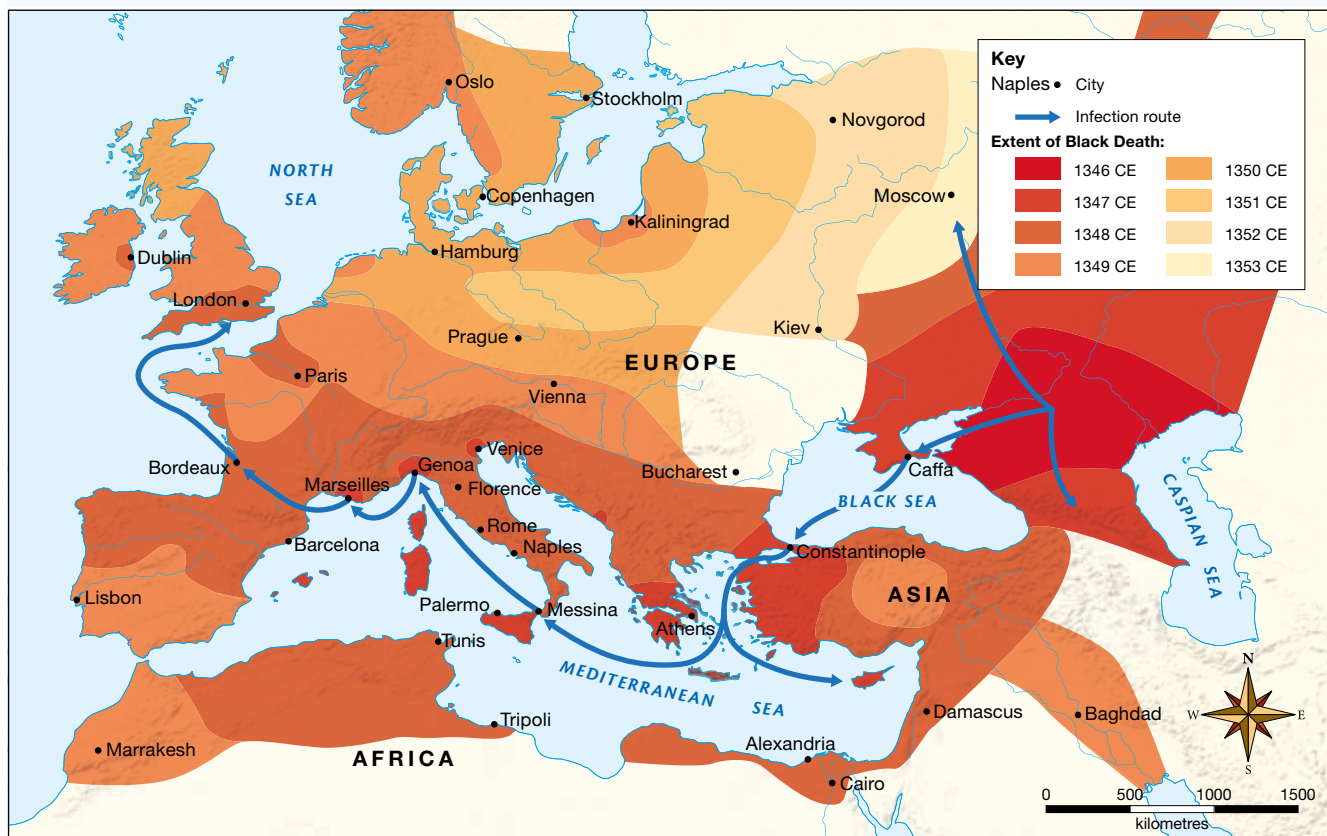 Key
Naples • City
Infection route
Extent of Black Death:
1346 CE
1347 CE
1348 CE
1349 CE
1350 CE
1351 CE
1352 CE
1353 CE
Oslo
Stockholm
Novgorod
NORTH
SEA
Moscow
Copenhagen
Kaliningrad
Dublin
Hamburg
London
Kiev
Prague
EUROPE
Paris
Vienna
Venice
Bordeaux
Genoa
Bucharest
Caffa
Marseilles
Florence
BLACK SEA
CASPIAN
SEA
Rome
Barcelona
Naples
Constantinople
ASIA
Lisbon
Palermo
Messina
Athens
Tunis
MEDITERRANEAN
SEA
Damascus
Baghdad
Tripoli
Marrakesh
Alexandria
AFRICA
Cairo
N
W
E
S
0 500 1000 1500
kilometres